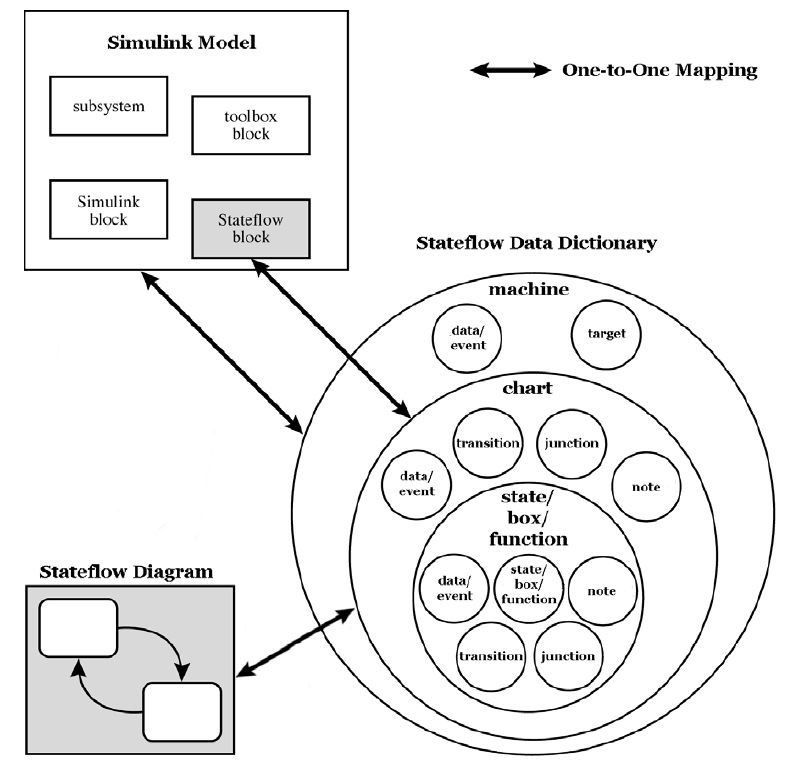 Simulink Model
subsystem
toolbox
block
Simulink
block
Stateflow
block
One-to-One Mapping
Stateflow Data Dictionary
machine
data/
event
target
chart
transition
junction
data/
event
note
state/
box/
function
data/
event
state/
box/
function
note
transition
junction
Stateflow Diagram